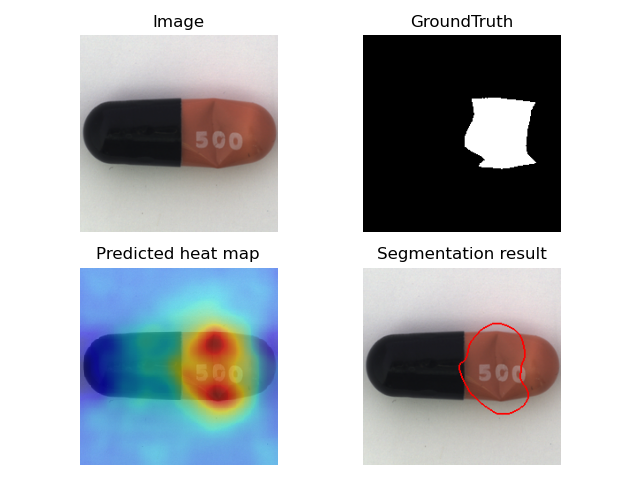 Image
GroundTruth
500
Predicted heat map
Segmentation result
500
500